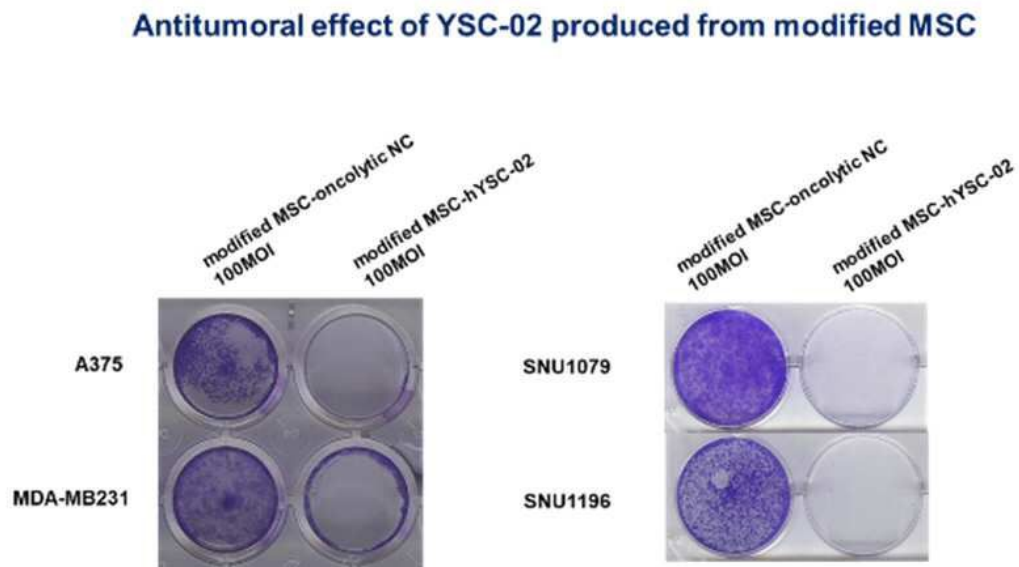 Antitumoral effect of YSC-02 produced from modified MSC
modified MSC-oncolytic NC
100MOI
modified MSC-hYSC-02
100MOI
modified MSC-oncolytic NC
100MOI
modified MSC-hYSC-02
100MOI
A375
SNU1079
MDA-MB231
SNU1196